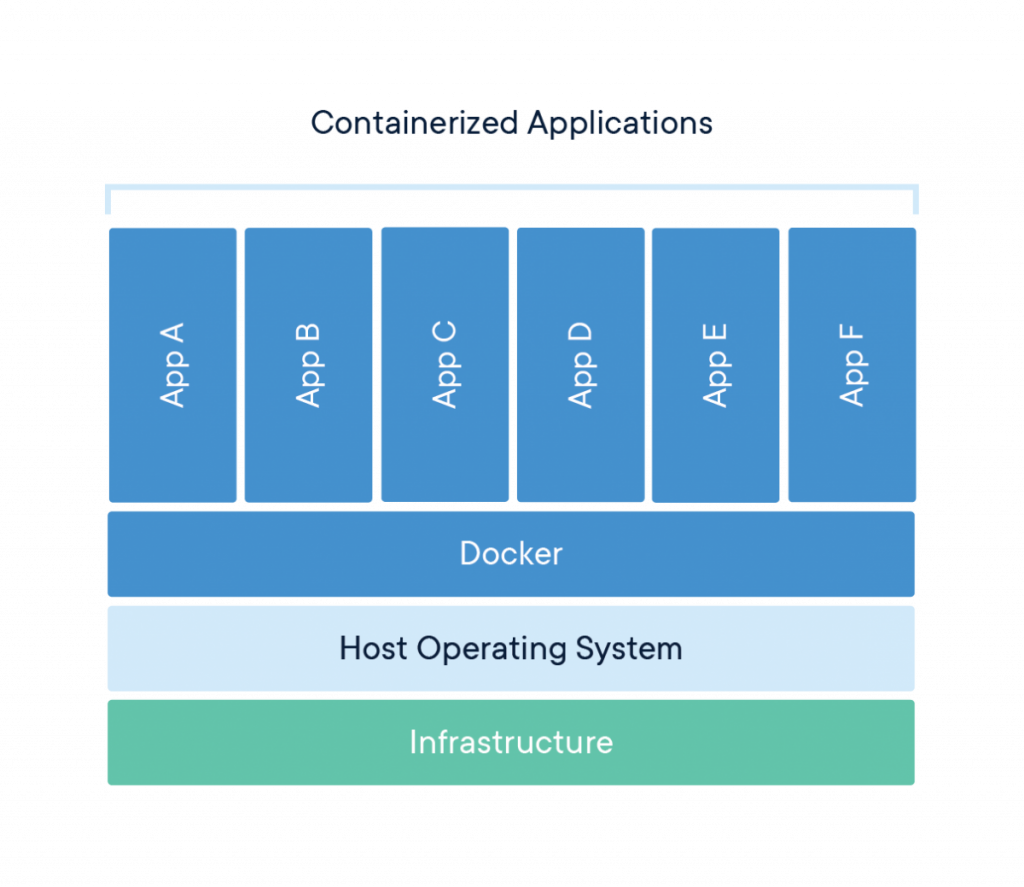 Containerized Applications
App A
App B
App C
App D
App E
App F
Docker
Host Operating System
Infrastructure